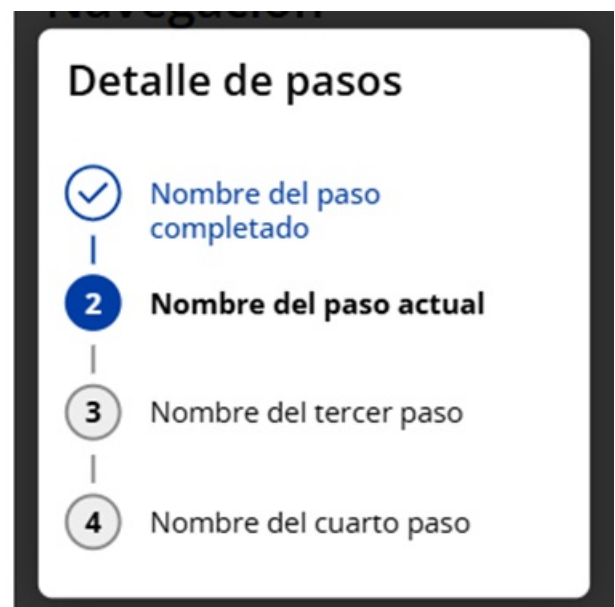 Navegación
Detalle de pasos
Nombre del paso
completado
2 Nombre del paso actual
3 Nombre del tercer paso
4 Nombre del cuarto paso